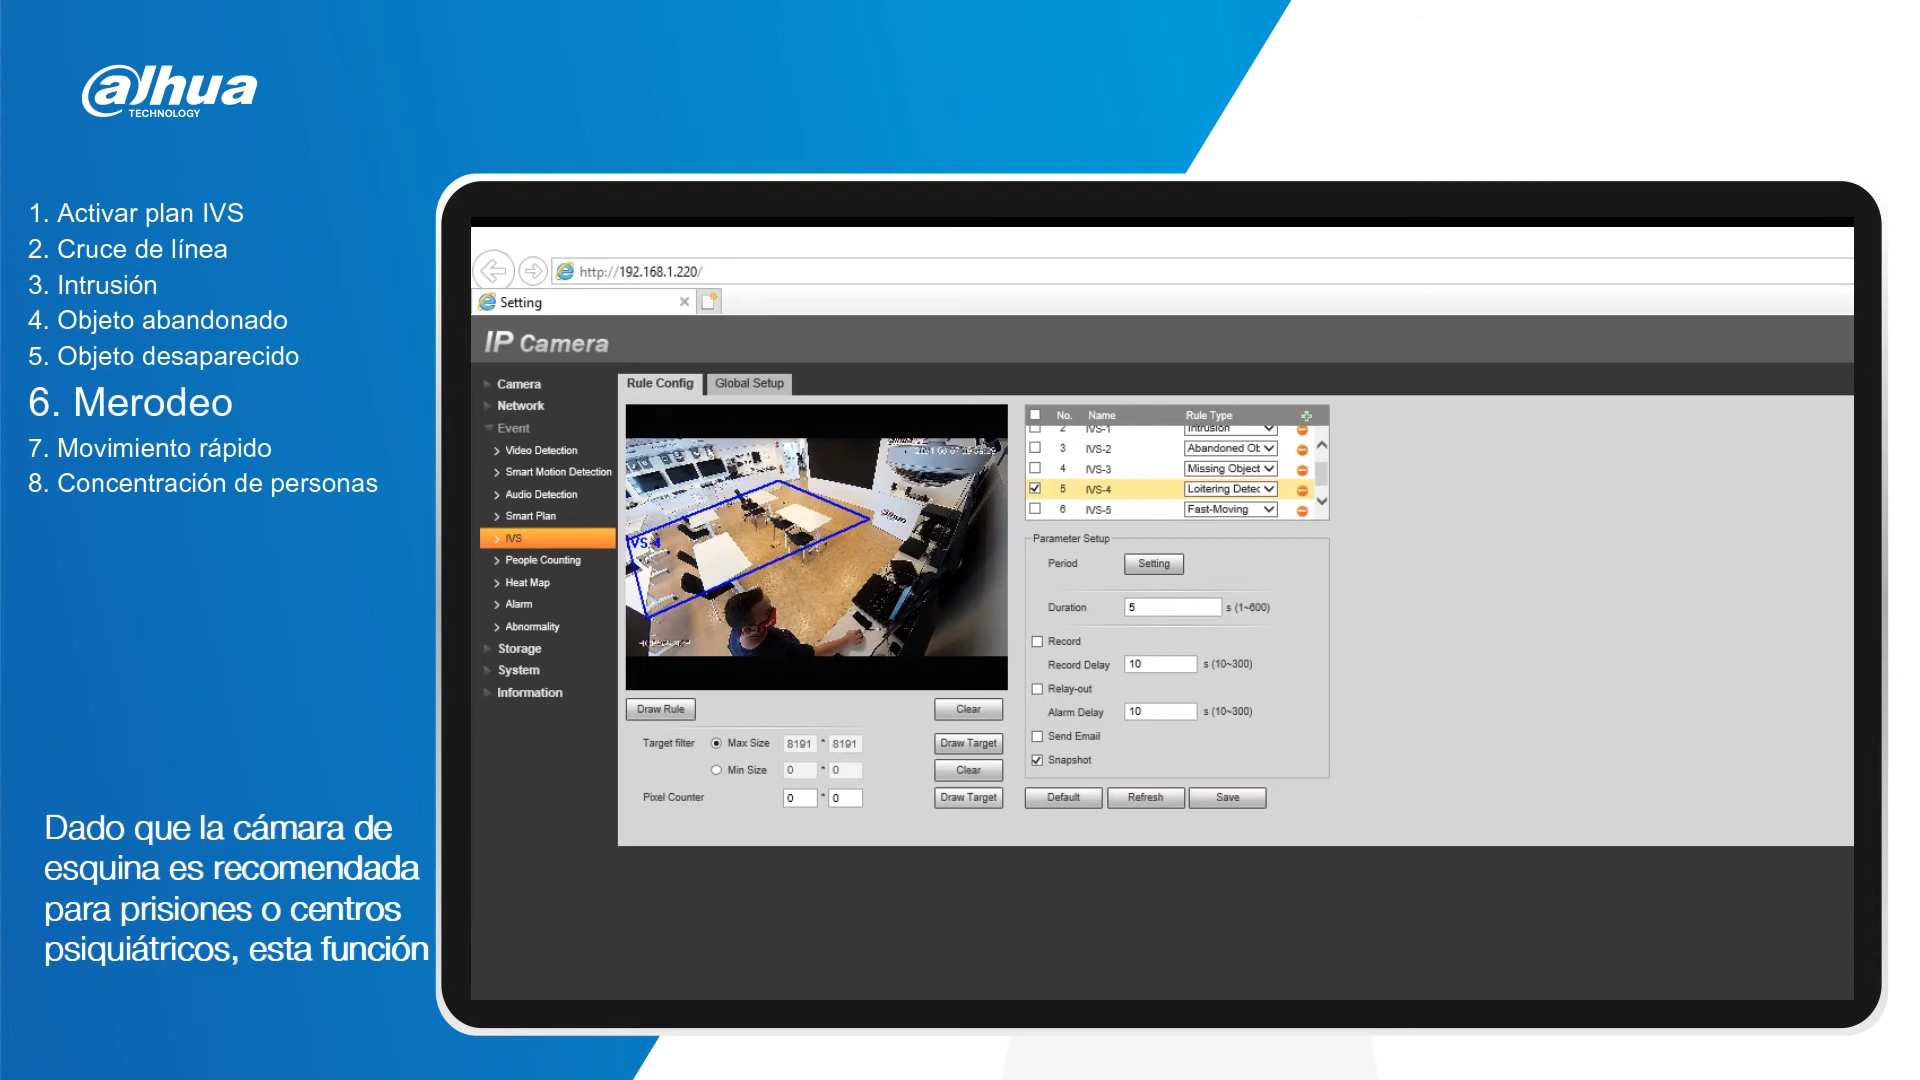 alhua
TECHNOLOGY
1. Activar plan IVS
2. Cruce de línea
3. Intrusión
4. Objeto abandonado
5. Objeto desaparecido
6. Merodeo
7. Movimiento rápido
8. Concentración de personas
Dado que la cámara de
esquina es recomendada
para prisiones o centros
psiquiátricos, esta función
http://192.168.1.220/
Setting
IP Camera
Camera
Network
Event
Video Detection
Smart Motion Detection
Audio Detection
Smart Plan
IVS
People Counting
Heat Map
Alarm
Abnormality
Storage
System
Information
Rule Config Global Setup
IVS-4
alhua
Draw Rule Clear
Target filter Max Size 8191 * 8191 Draw Target
Min Size 0 * 0 Clear
Pixel Counter 0 * 0 Draw Target
No. Name Rule Type
2 IVS-1 Intrusion
3 IVS-2 Abandoned Ob
4 IVS-3 Missing Object
5 IVS-4 Loitering Detec
6 IVS-5 Fast-Moving
Parameter Setup
Period Setting
Duration 5 s (1~600)
Record
Record Delay 10 s (10~300)
Relay-out
Alarm Delay 10 s (10~300)
Send Email
Snapshot
Default Refresh Save